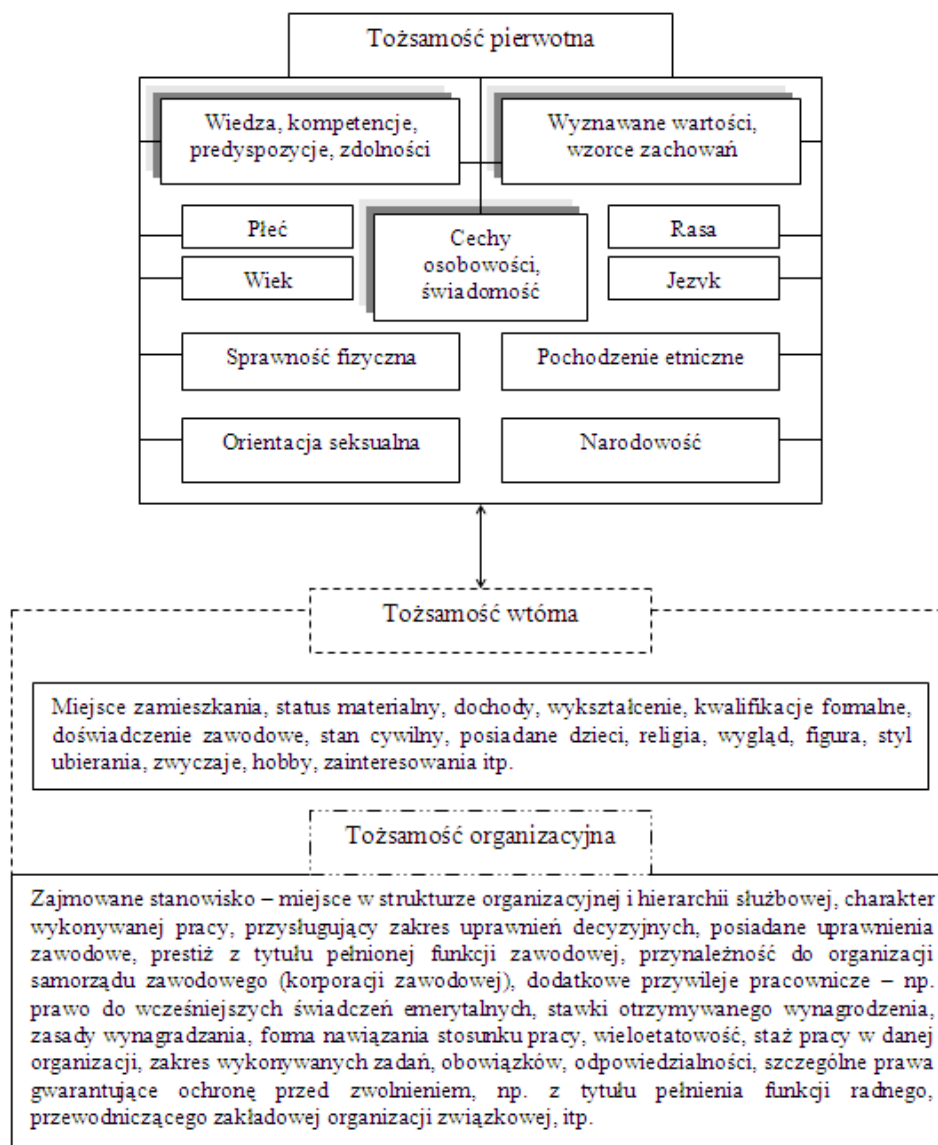 Tożsamość pierwotna
Wiedza, kompetencje,
predyspozycje, zdolności
Wyznawane wartości,
wzorce zachowań
Płeć
Wiek
Cechy
osobowości,
świadomość
Rasa
Jezyk
Sprawność fizyczna
Pochodzenie etniczne
Orientacja seksualna
Narodowość
Tożsamość wtórna
Miejsce zamieszkania, status materialny, dochody, wykształcenie, kwalifikacje formalne,
doświadczenie zawodowe, stan cywilny, posiadane dzieci, religia, wygląd, figura, styl
ubierania, zwyczaje, hobby, zainteresowania itp.
Tożsamość organizacyjna
Zajmowane stanowisko – miejsce w strukturze organizacyjnej i hierarchii służbowej, charakter
wykonywanej pracy, przysługujący zakres uprawnień decyzyjnych, posiadane uprawnienia
zawodowe, prestiż z tytułu pełnionej funkcji zawodowej, przynależność do organizacji
samorządu zawodowego (korporacji zawodowej), dodatkowe przywileje pracownicze – np.
prawo do wcześniejszych świadczeń emerytalnych, stawki otrzymywanego wynagrodzenia,
zasady wynagradzania, forma nawiązania stosunku pracy, wieloetatowość, staż pracy w danej
organizacji, zakres wykonywanych zadań, obowiązków, odpowiedzialności, szczególne prawa
gwarantujące ochronę przed zwolnieniem, np. z tytułu pełnienia funkcji radnego,
przewodniczącego zakładowej organizacji związkowej, itp.